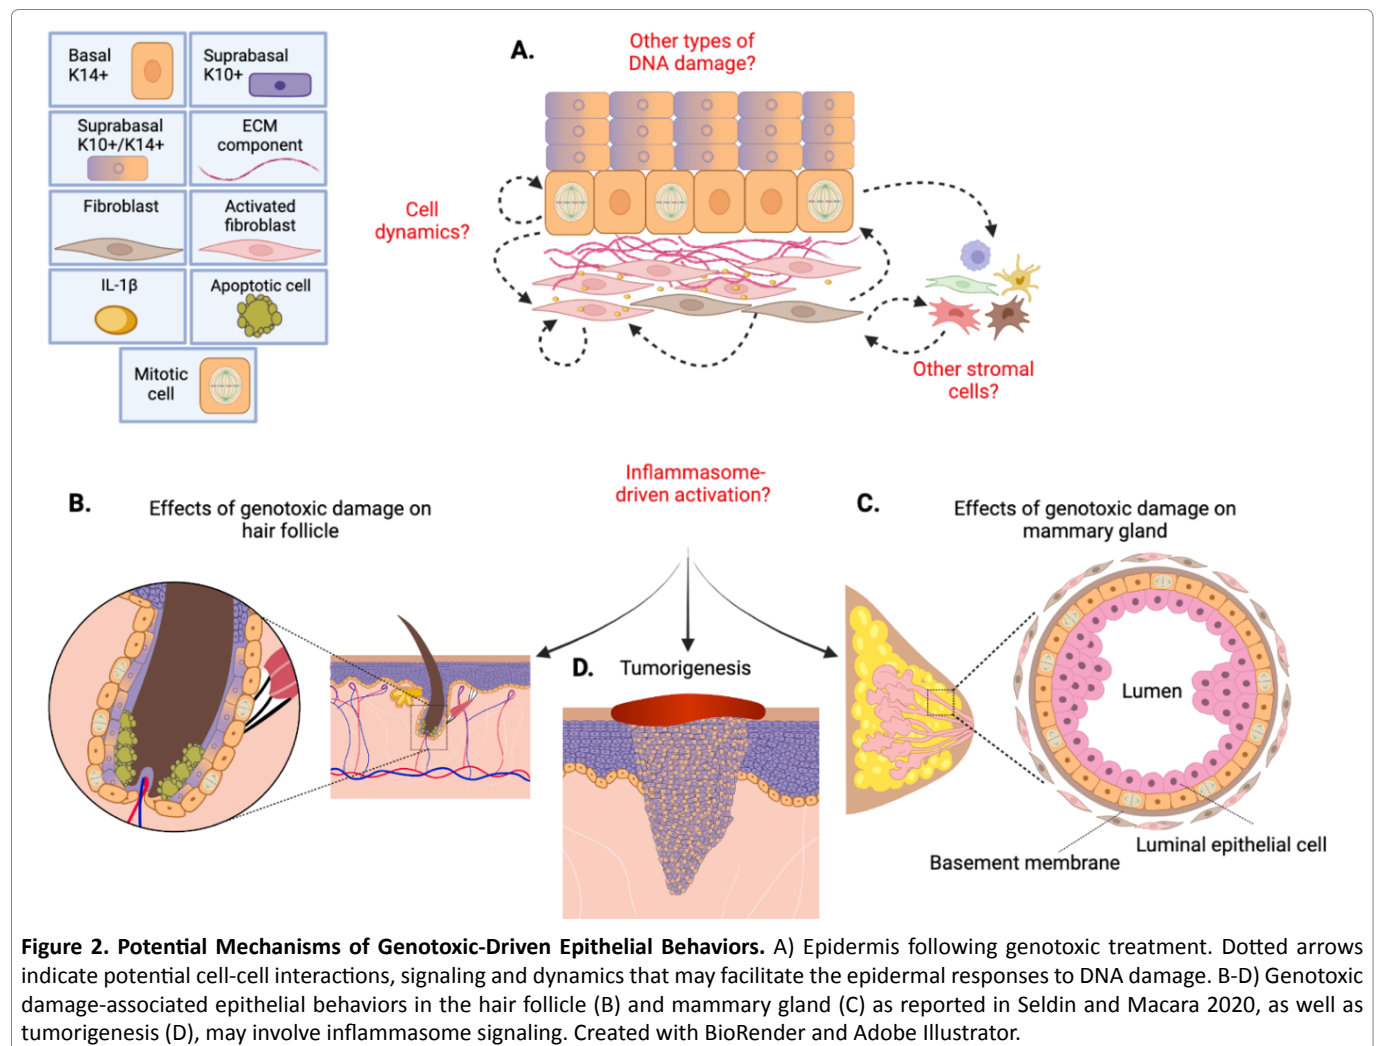 Basal
K14+
Suprabasal
K10+
Suprabasal
K10+/K14+
ECM
component
Fibroblast
Activated
fibroblast
IL-1β
Apoptotic cell
Mitotic
cell
A.
Other types of
DNA damage?
Cell
dynamics?
Other stromal
cells?
Inflammasome-
driven activation?
B.
Effects of genotoxic damage on
hair follicle
C.
Effects of genotoxic damage on
mammary gland
D.
Tumorigenesis
Lumen
Luminal epithelial cell
Basement membrane
Figure 2. Potential Mechanisms of Genotoxic-Driven Epithelial Behaviors. A) Epidermis following genotoxic treatment. Dotted arrows
indicate potential cell-cell interactions, signaling and dynamics that may facilitate the epidermal responses to DNA damage. B-D) Genotoxic
damage-associated epithelial behaviors in the hair follicle (B) and mammary gland (C) as reported in Seldin and Macara 2020, as well as
tumorigenesis (D), may involve inflammasome signaling. Created with BioRender and Adobe Illustrator.